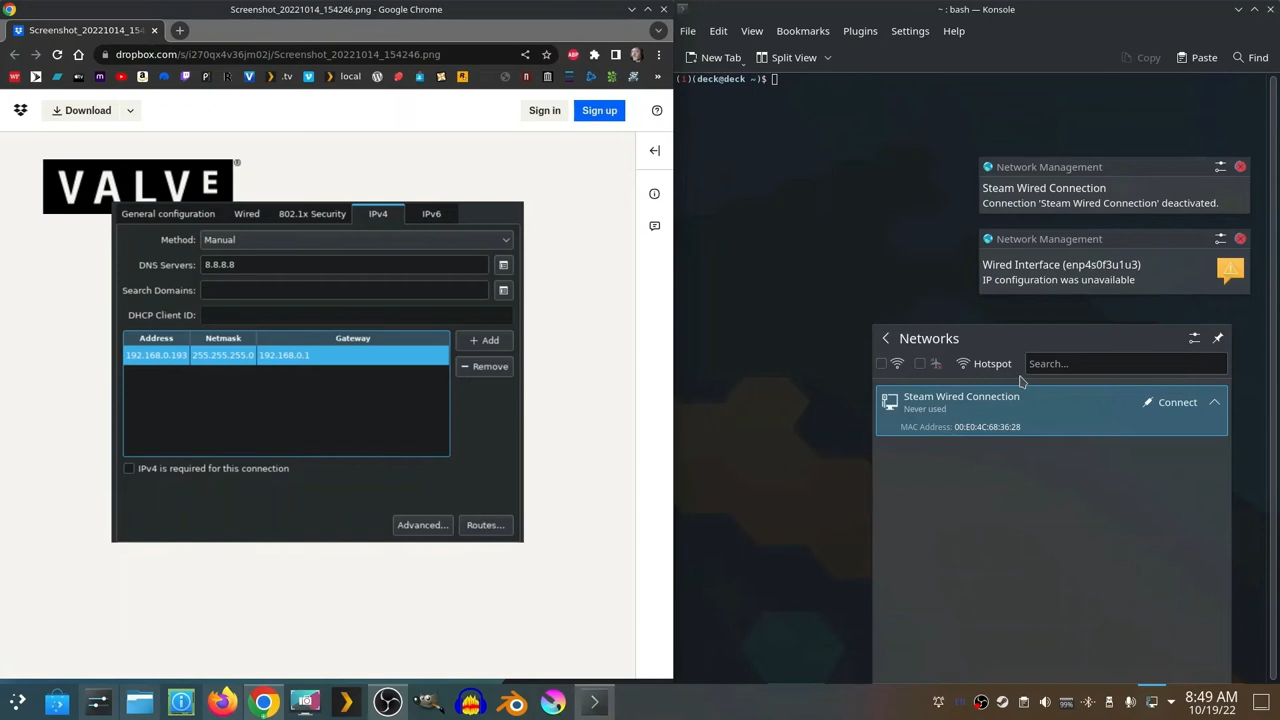 Screenshot_20221014_154246.png - Google Chrome
Screenshot_20221014_154
dropbox.com/s/i270qx4v36jm02j/Screenshot_20221014_154246.png
.tv
local
Download
Sign in
Sign up
VALVE®
General configuration
Wired
802.1x Security
IPv4
IPv6
Method:
Manual
DNS Servers:
8.8.8.8
Search Domains:
DHCP Client ID:
Address
Netmask
Gateway
192.168.0.193
255.255.255.0
192.168.0.1
Add
Remove
IPv4 is required for this connection
Advanced...
Routes...
~ : bash — Konsole
File
Edit
View
Bookmarks
Plugins
Settings
Help
New Tab
Split View
Copy
Paste
Find
(1)(deck@deck ~)$
Network Management
Steam Wired Connection
Connection 'Steam Wired Connection' deactivated.
Network Management
Wired Interface (enp4s0f3u1u3)
IP configuration was unavailable
Networks
Hotspot
Search...
Steam Wired Connection
Never used
Connect
MAC Address: 00:E0:4C:68:36:28
EN
99%
8:49 AM
10/19/22